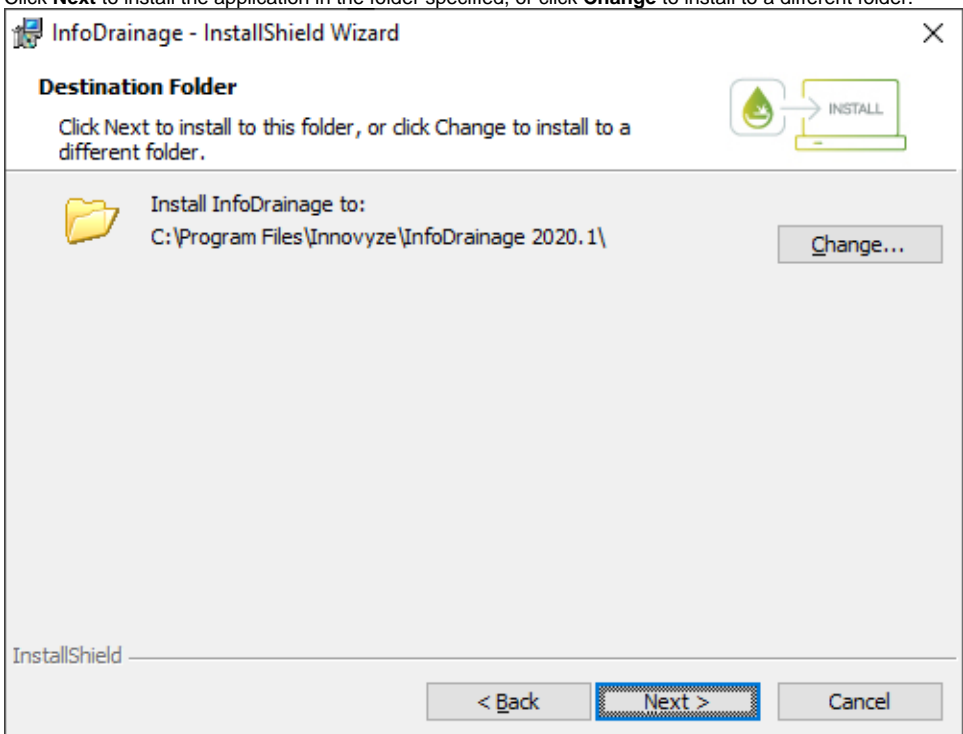 Click Next to install the application in the folder specified, or click Change to install to a different folder.
InfoDrainage - InstallShield Wizard
Destination Folder
Click Next to install to this folder, or click Change to install to a
different folder.
INSTALL
Install InfoDrainage to:
C:\Program Files\Innovyze\InfoDrainage 2020.1\
Change...
InstallShield
< Back
Next >
Cancel